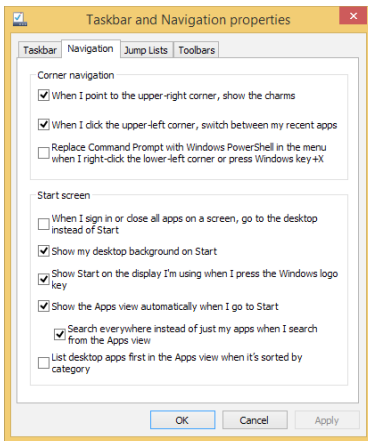 Taskbar and Navigation properties
Taskbar Navigation Jump Lists Toolbars
Corner navigation
When I point to the upper-right corner, show the charms
When I click the upper-left corner, switch between my recent apps
Replace Command Prompt with Windows PowerShell in the menu
when I right-click the lower-left corner or press Windows key+X
Start screen
When I sign in or close all apps on a screen, go to the desktop
instead of Start
Show my desktop background on Start
Show Start on the display I'm using when I press the Windows logo
key
Show the Apps view automatically when I go to Start
Search everywhere instead of just my apps when I search
from the Apps view
List desktop apps first in the Apps view when it's sorted by
category
OK Cancel Apply